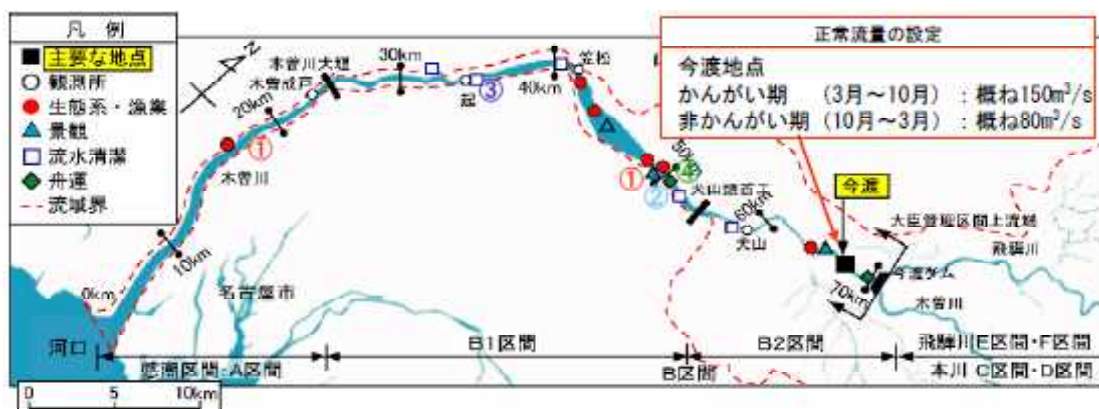 凡 例
主要な地点
観測所
生態系・漁業
景観
流水清潔
舟運
流域界
正常流量の設定
今渡地点
かんがい期 (3月～10月):概ね150m³/s
非かんがい期(10月～3月):概ね80m³/s
木曽川大堰
木曽成戸
30km
20km
起
③
40km
笠松
①
木曽川
10km
0km
名古屋市
河口
50km
①
②
④
犬山頭首工
60km
犬山
今渡
大臣管理区間上流端
飛騨川
今渡ダム
70km
木曽川
感潮区間・A区間
B1区間
B2区間
B区間
飛騨川E区間・F区間
本川 C区間・D区間
0 5 10km